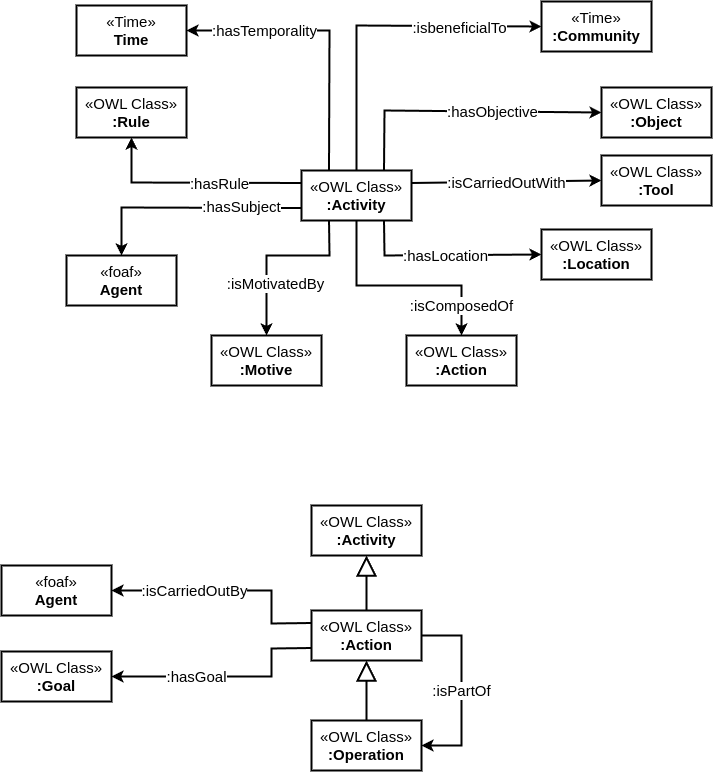 «Time»
Time
:hasTemporality
:isbeneficialTo
«Time»
:Community
«OWL Class»
:Rule
:hasObjective
«OWL Class»
:Object
:hasRule
«OWL Class»
:Activity
:isCarriedOutWith
«OWL Class»
:Tool
:hasSubject
«foaf»
Agent
:hasLocation
«OWL Class»
:Location
:isMotivatedBy
:isComposedOf
«OWL Class»
:Motive
«OWL Class»
:Action
«OWL Class»
:Activity
«foaf»
Agent
:isCarriedOutBy
«OWL Class»
:Action
«OWL Class»
:Goal
:hasGoal
:isPartOf
«OWL Class»
:Operation